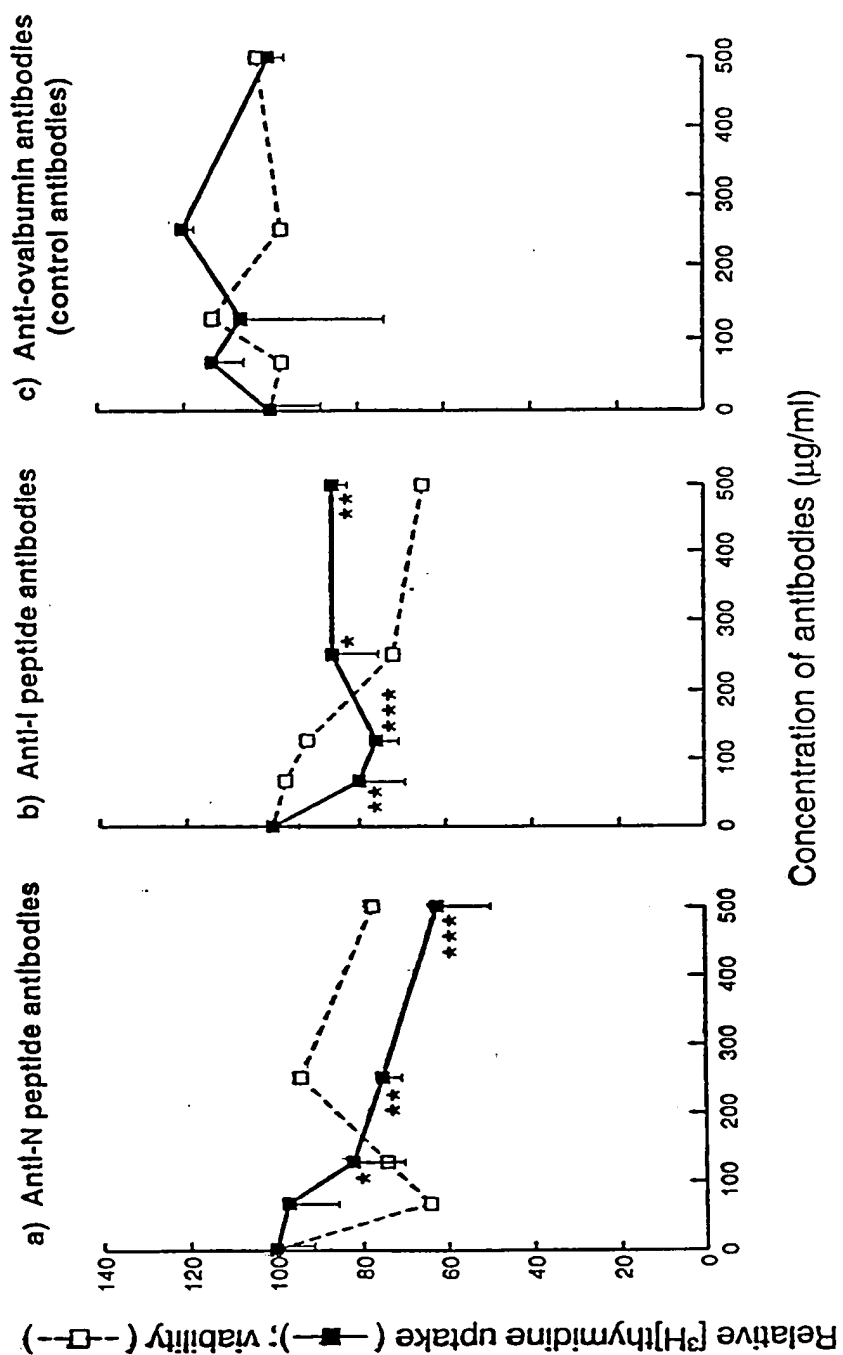 a) Anti-N peptide antibodies
b) Anti-I peptide antibodies
c) Anti-ovalbumin antibodies
(control antibodies)
Relative [³H]thymidine uptake (—■—); viability (--□--)
140
120
100
80
60
40
20
0
*
**
***
0 100 200 300 400 500
**
***
*
**
0 100 200 300 400 500
0 100 200 300 400 500
Concentration of antibodies (µg/ml)